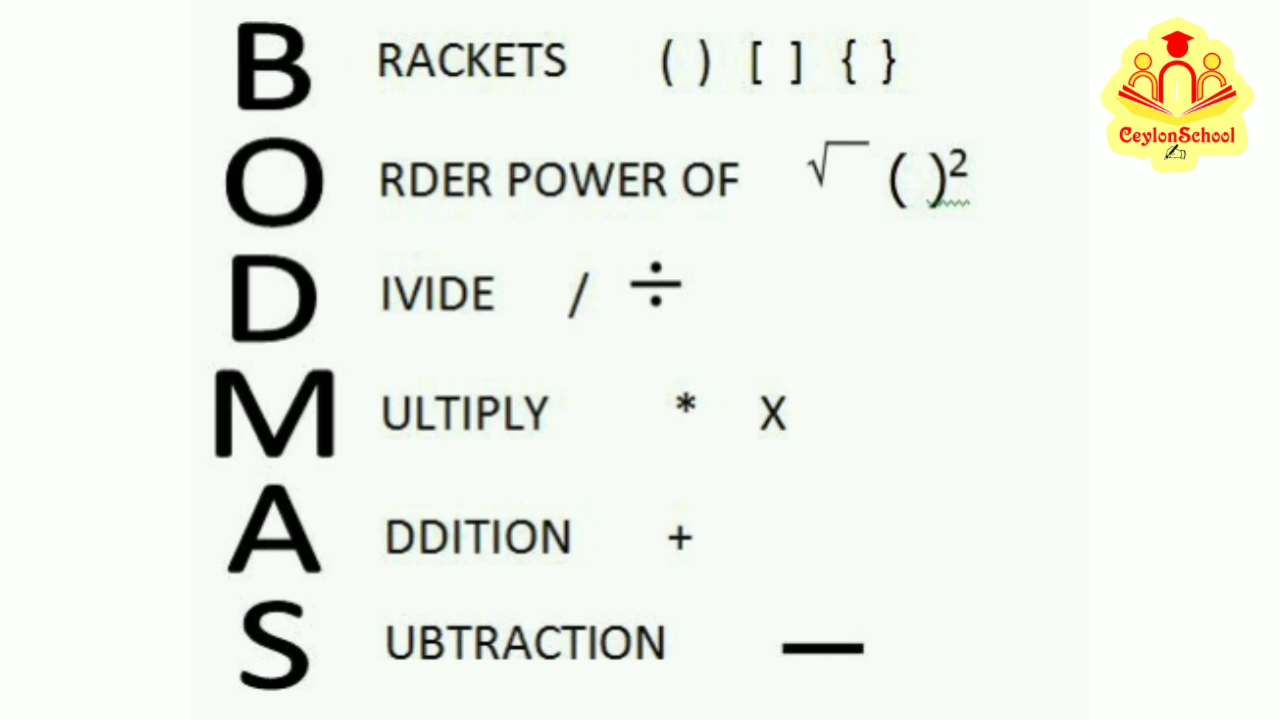 B RACKETS ( ) [ ] { }
O RDER POWER OF √ ( )²
D IVIDE / ÷
M ULTIPLY * X
A DDITION +
S UBTRACTION —
CeylonSchool